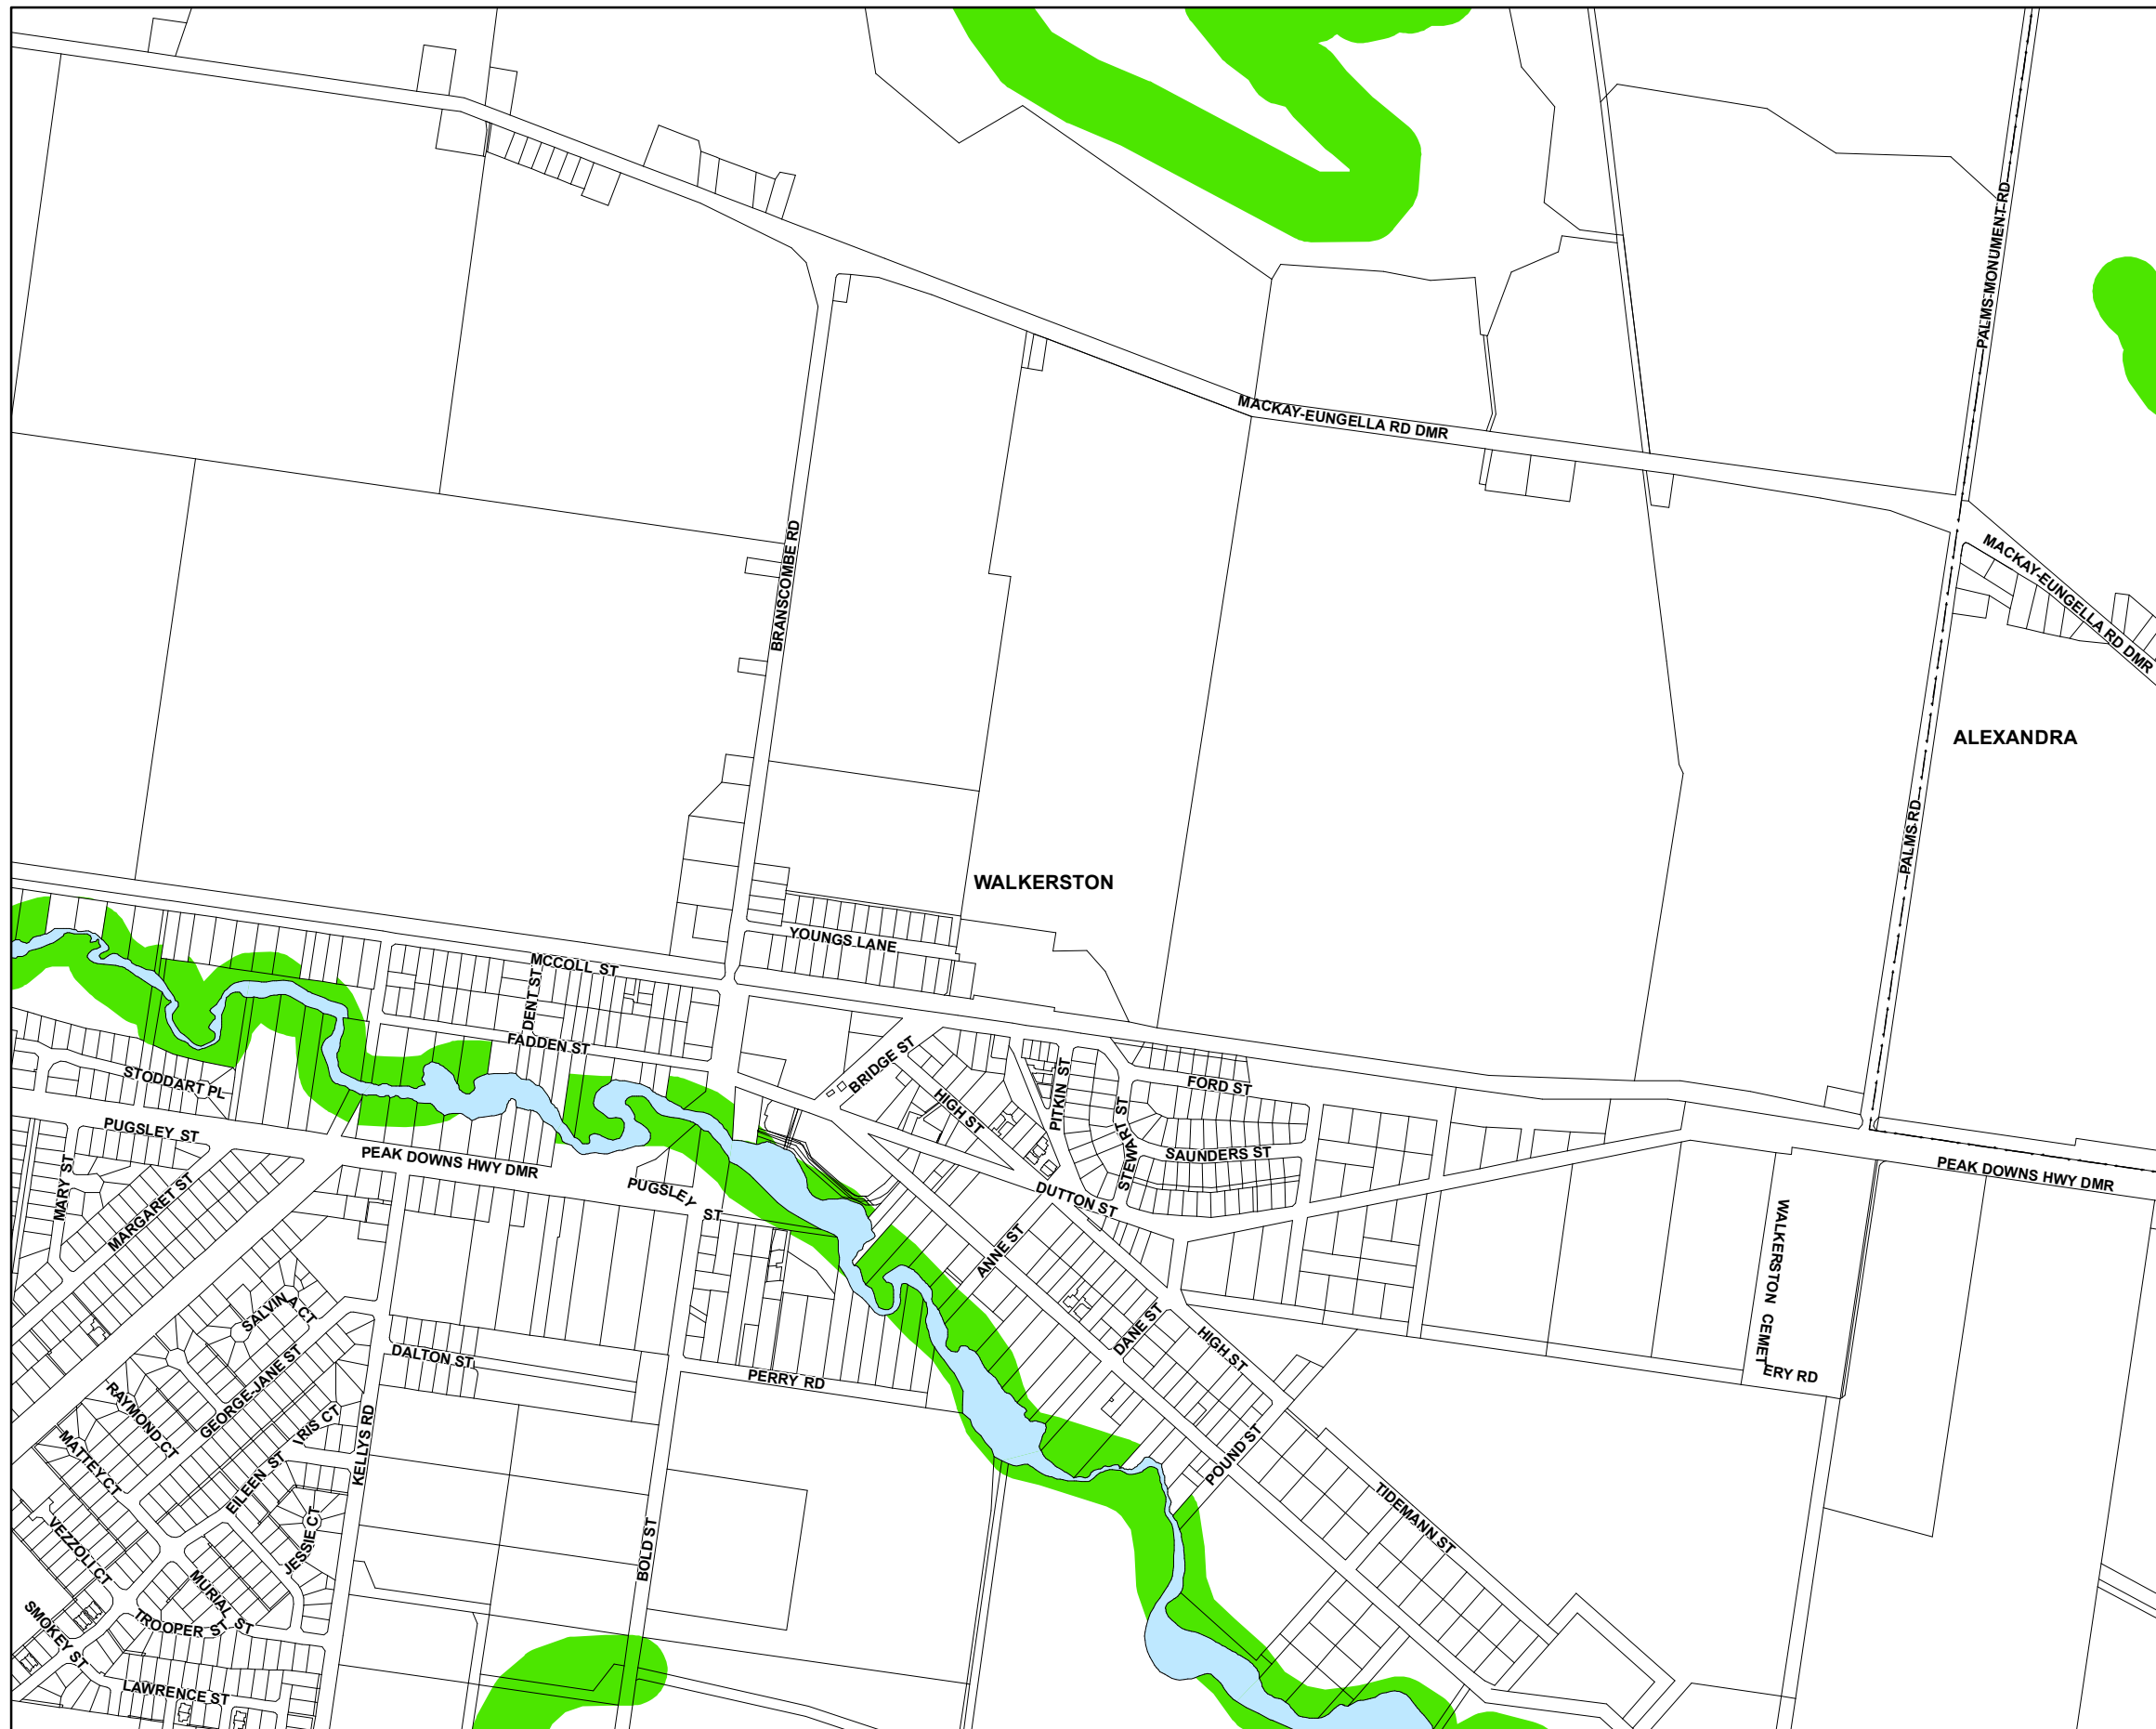 PALMS-MONUMENT-RD
MACKAY-EUNGELLA RD DMR
MACKAY-EUNGELLA RD DMR
BRANSCOMBE RD
ALEXANDRA
PALMS RD
WALKERSTON
YOUNGS LANE
MCCOLL ST
DENT ST
FADDEN ST
BRIDGE ST
HIGH ST
PITKIN ST
FORD ST
STEWART ST
SAUNDERS ST
STODDART PL
PUGSLEY ST
PEAK DOWNS HWY DMR
PEAK DOWNS HWY DMR
MARY ST
MARGARET ST
PUGSLEY ST
DUTTON ST
ANNE ST
WALKERSTON CEMETERY RD
SALVINA CT
DALTON ST
GEORGE-JANE ST
PERRY RD
DANE ST
HIGH ST
RAYMOND CT
IRIS CT
KELLYS RD
MATTEY CT
EILEEN ST
POUND ST
TIDEMANN ST
JESSIE CT
BOLD ST
VEZZOLI CT
MURIAL ST
SMOKEY ST
TROOPER ST
LAWRENCE ST